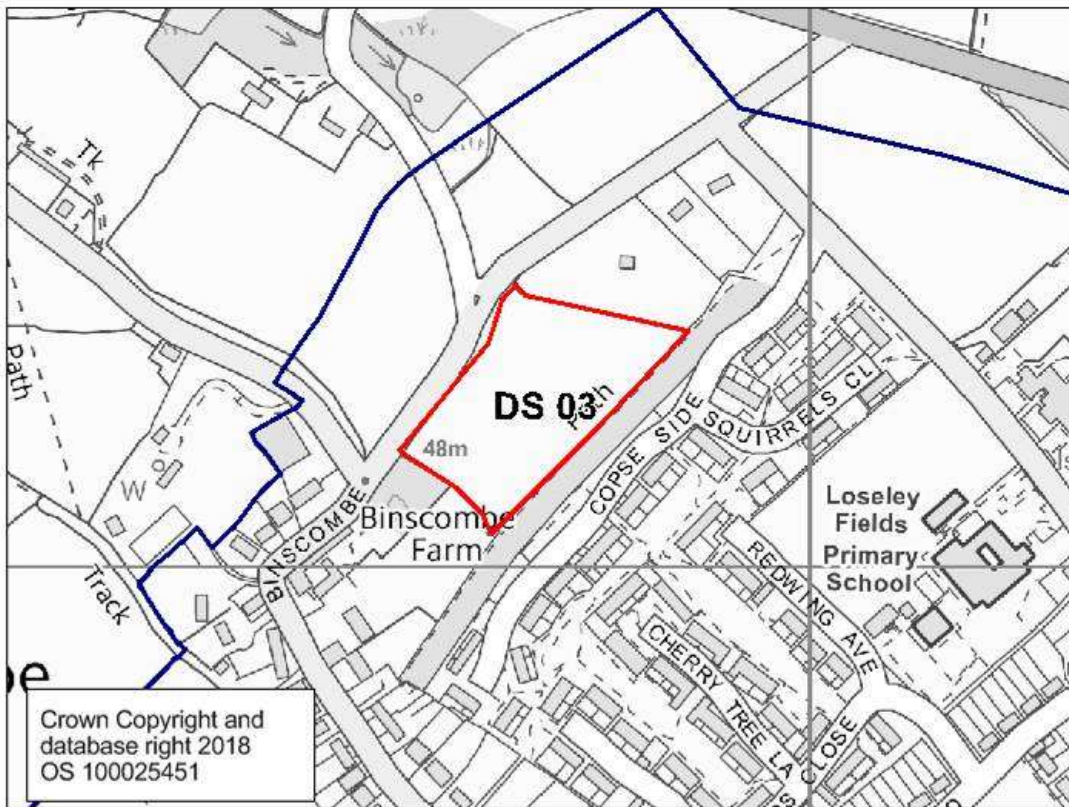 Tk
Path
DS 03
48m
COPSE SIDE
SQUIRRELS CL
W
Binscombe
Farm
BINSCOMBE
Loseley
Fields
Primary
School
REDWING AVE
Track
CHERRY TREE LA
CLOSE
Crown Copyright and
database right 2018
OS 100025451